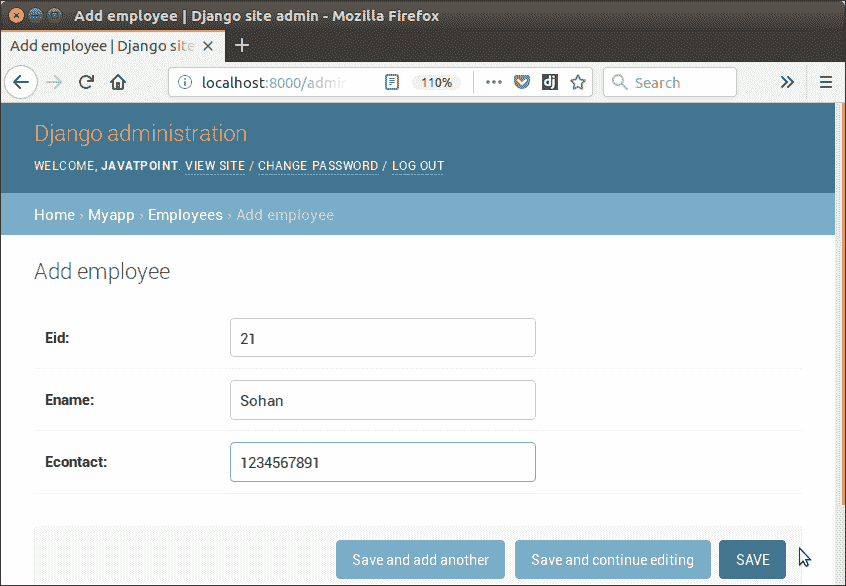 Add employee | Django site admin - Mozilla Firefox
Add employee | Django site
localhost:8000/admin 110% Search
Django administration
WELCOME, JAVATPOINT. VIEW SITE / CHANGE PASSWORD / LOG OUT
Home › Myapp › Employees › Add employee
Add employee
Eid: 21
Ename: Sohan
Econtact: 1234567891
Save and add another Save and continue editing SAVE